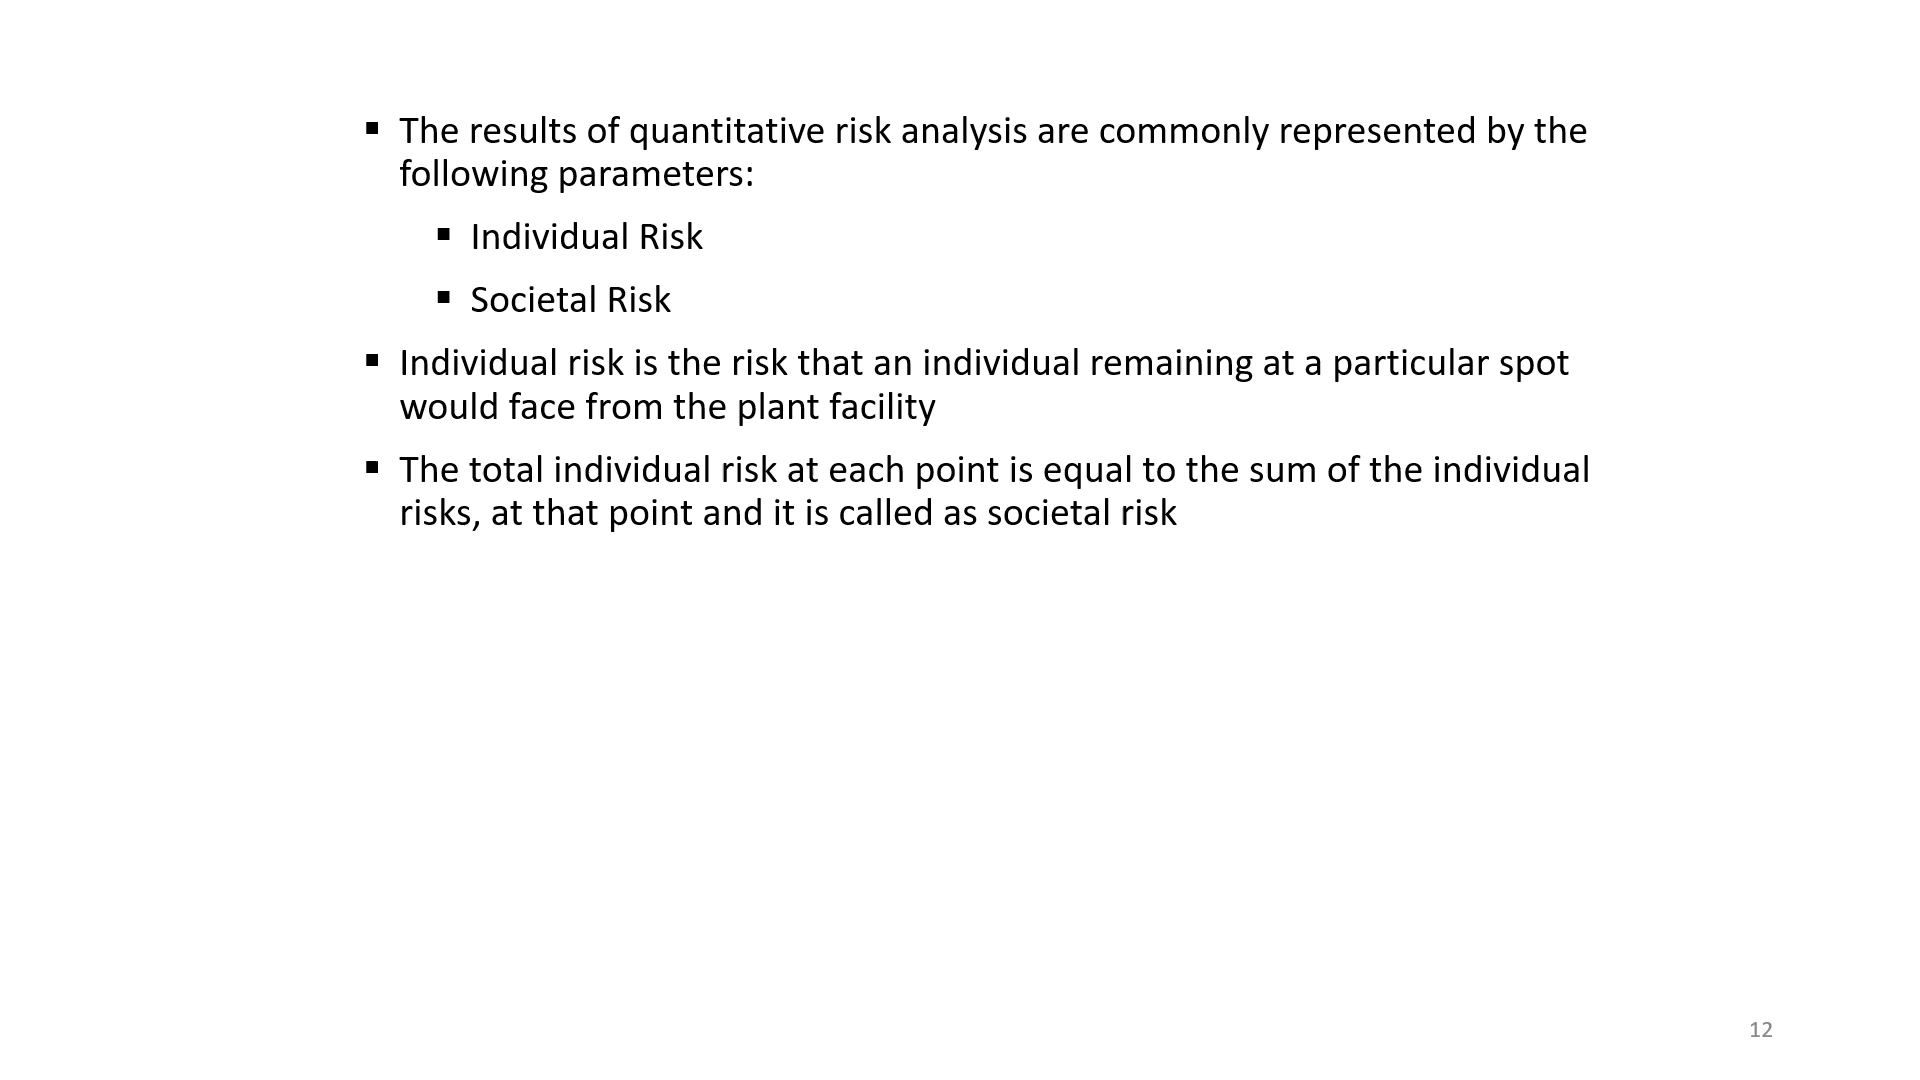 ▪ The results of quantitative risk analysis are commonly represented by the
following parameters:
▪ Individual Risk
▪ Societal Risk
▪ Individual risk is the risk that an individual remaining at a particular spot
would face from the plant facility
▪ The total individual risk at each point is equal to the sum of the individual
risks, at that point and it is called as societal risk
12